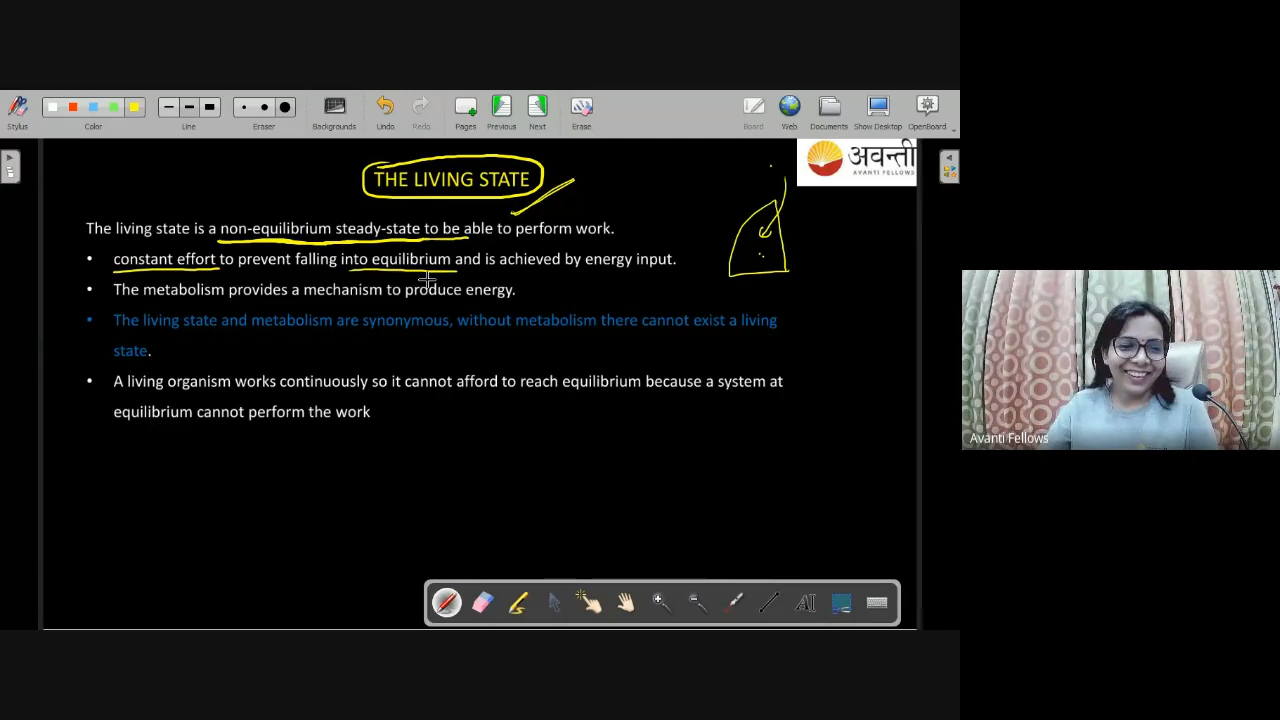 Stylus
Color
Line
Eraser
Backgrounds
Undo
Redo
Pages
Previous
Next
Erase
Board
Web
Documents
Show Desktop
OpenBoard
अवन्ती
AVANTI FELLOWS
THE LIVING STATE
The living state is a non-equilibrium steady-state to be able to perform work.
• constant effort to prevent falling into equilibrium and is achieved by energy input.
• The metabolism provides a mechanism to produce energy.
• The living state and metabolism are synonymous, without metabolism there cannot exist a living
state.
• A living organism works continuously so it cannot afford to reach equilibrium because a system at
equilibrium cannot perform the work
Avanti Fellows
AI